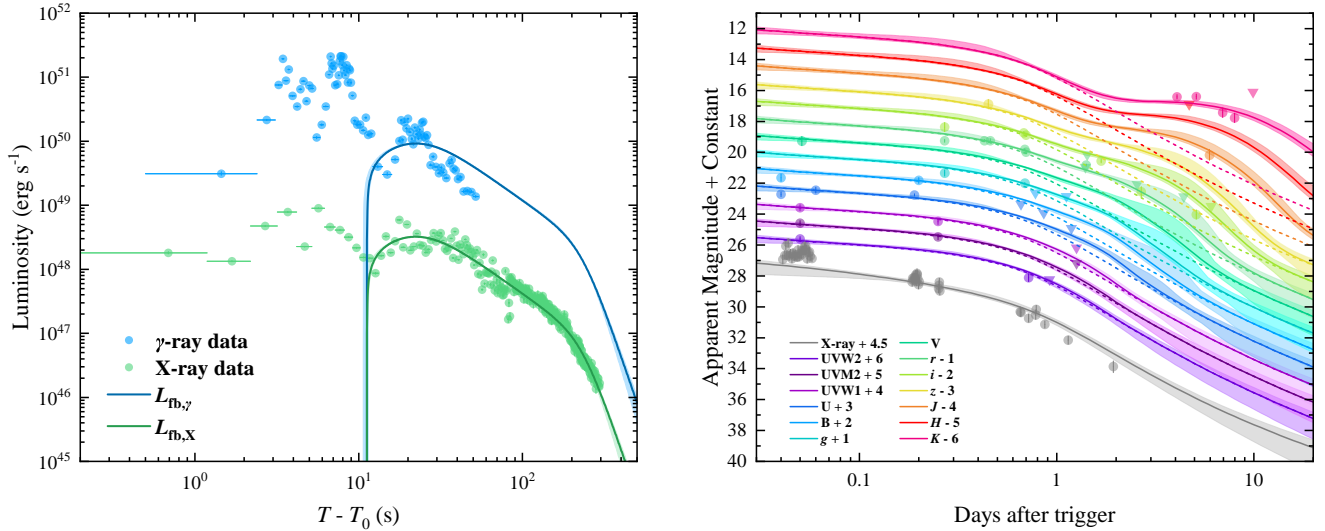 10^52
10^51
10^50
10^49
10^48
10^47
10^46
10^45
Luminosity (erg s^-1)
γ-ray data
X-ray data
L_fb,γ
L_fb,X
10^0
10^1
10^2
T - T_0 (s)
12
14
16
18
20
22
24
26
28
30
32
34
36
38
40
Apparent Magnitude + Constant
X-ray + 4.5
UVW2 + 6
UVM2 + 5
UVW1 + 4
U + 3
B + 2
g + 1
V
r - 1
i - 2
z - 3
J - 4
H - 5
K - 6
0.1
1
10
Days after trigger